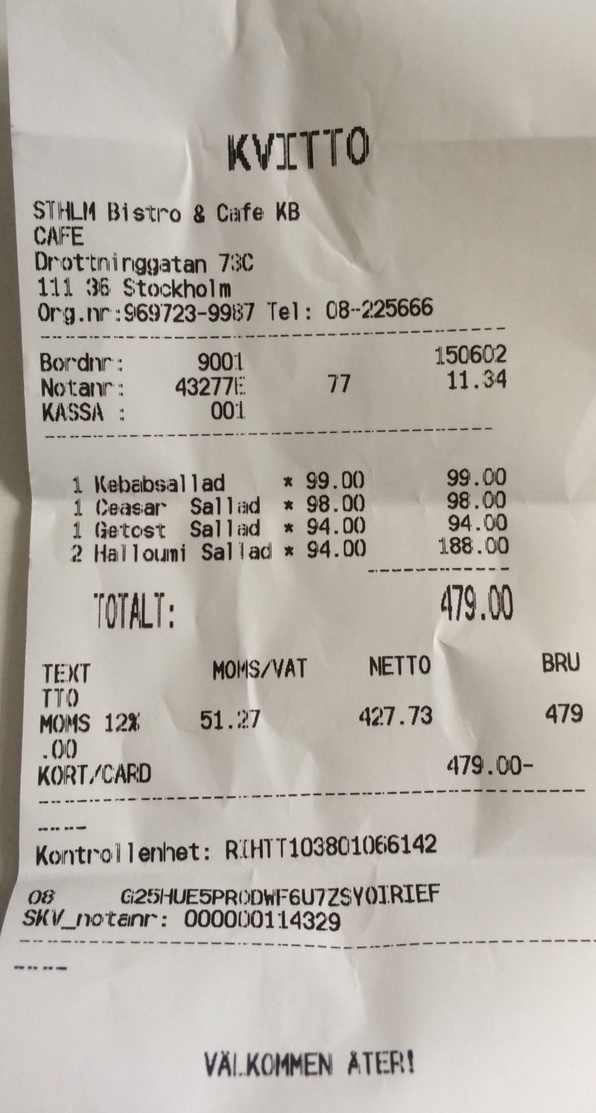 KVITTO
STHLM Bistro & Cafe KB
CAFE
Drottninggatan 73C
111 36 Stockholm
Org.nr:969723-9987 Tel: 08-225666
Bordnr: 9001 150602
Notanr: 43277E 77 11.34
KASSA : 001
1 Kebabsallad * 99.00 99.00
1 Ceasar Sallad * 98.00 98.00
1 Getost Sallad * 94.00 94.00
2 Halloumi Sallad * 94.00 188.00
TOTALT: 479.00
TEXT MOMS/VAT NETTO BRU
TTO
MOMS 12% 51.27 427.73 479
.00
KORT/CARD 479.00-
----
Kontrollenhet: RIHTT103801066142
08 G25HUE5PRODWF6U7ZSYOIRIEF
SKV_notanr: 000000114329
----
VÄLKOMMEN ÅTER!